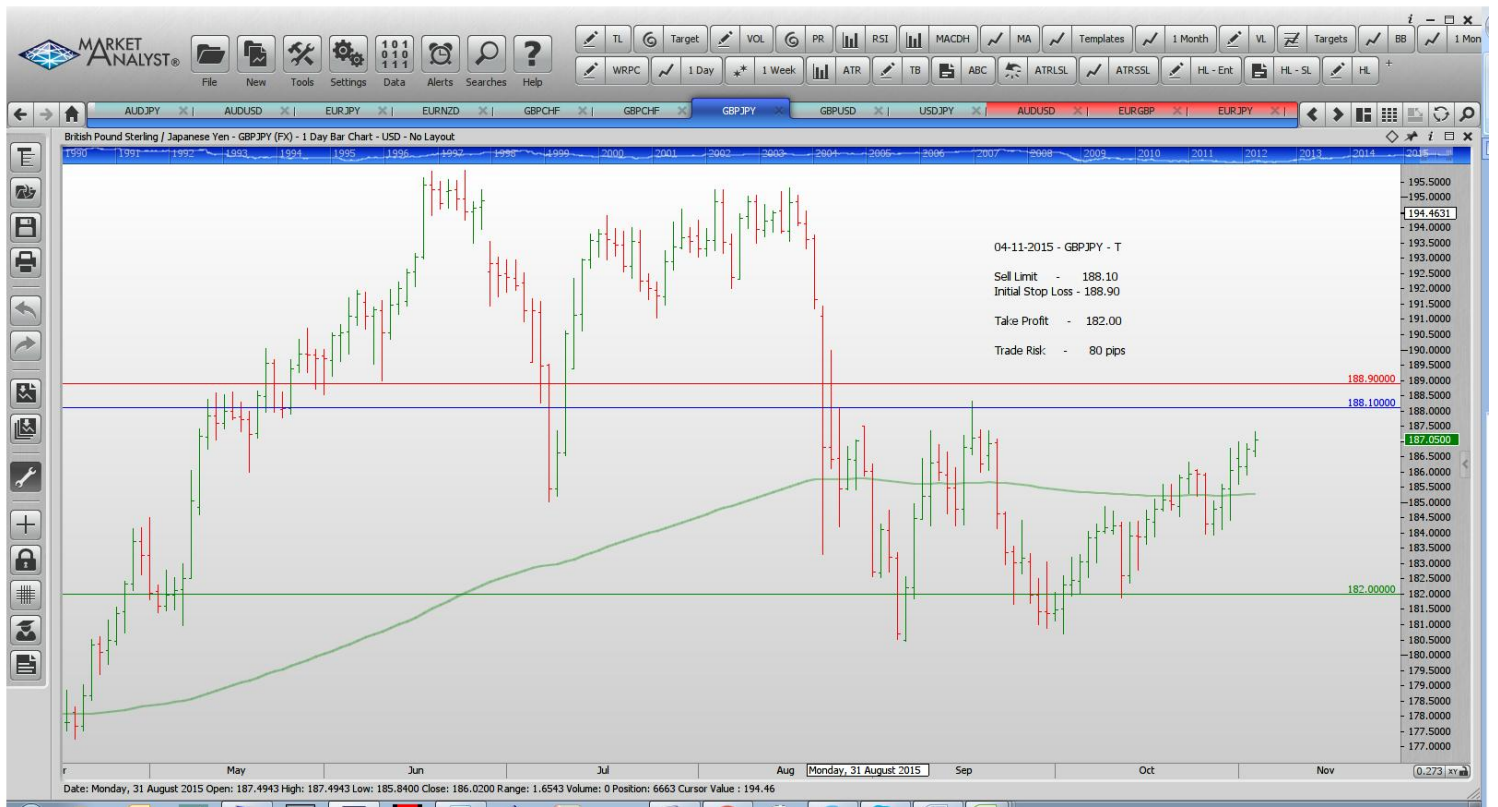 i
MARKET
ANALYST®
File New Tools Settings Data Alerts Searches Help
101
010
111
TL Target VOL PR RSI MACDH MA Templates 1 Month VL Targets BB 1 Mon
WRPC 1 Day 1 Week ATR TB ABC ATRLSL ATRSSL HL - Ent HL - SL HL
AUDJPY AUDUSD EURJPY EURNZD GBPCHF GBPCHF GBPJPY GBPUSD USDJPY AUDUSD EURGBP EURJPY
British Pound Sterling / Japanese Yen - GBPJPY (FX) - 1 Day Bar Chart - USD - No Layout
1990 1991 1992 1993 1994 1995 1996 1997 1998 1999 2000 2001 2002 2003 2004 2005 2006 2007 2008 2009 2010 2011 2012 2013 2014 2015
195.5000
195.0000
194.4631
194.0000
193.5000
193.0000
192.5000
192.0000
191.5000
191.0000
190.5000
190.0000
189.5000
189.0000
188.5000
188.0000
187.5000
187.0500
186.5000
186.0000
185.5000
185.0000
184.5000
184.0000
183.5000
183.0000
182.5000
182.0000
181.5000
181.0000
180.5000
180.0000
179.5000
179.0000
178.5000
178.0000
177.5000
177.0000
04-11-2015 - GBPJPY - T
Sell Limit - 188.10
Initial Stop Loss - 188.90
Take Profit - 182.00
Trade Risk - 80 pips
188.90000
188.10000
182.00000
r May Jun Jul Aug Monday, 31 August 2015 Sep Oct Nov
0.273 XY
Date: Monday, 31 August 2015 Open: 187.4943 High: 187.4943 Low: 185.8400 Close: 186.0200 Range: 1.6543 Volume: 0 Position: 6663 Cursor Value : 194.46